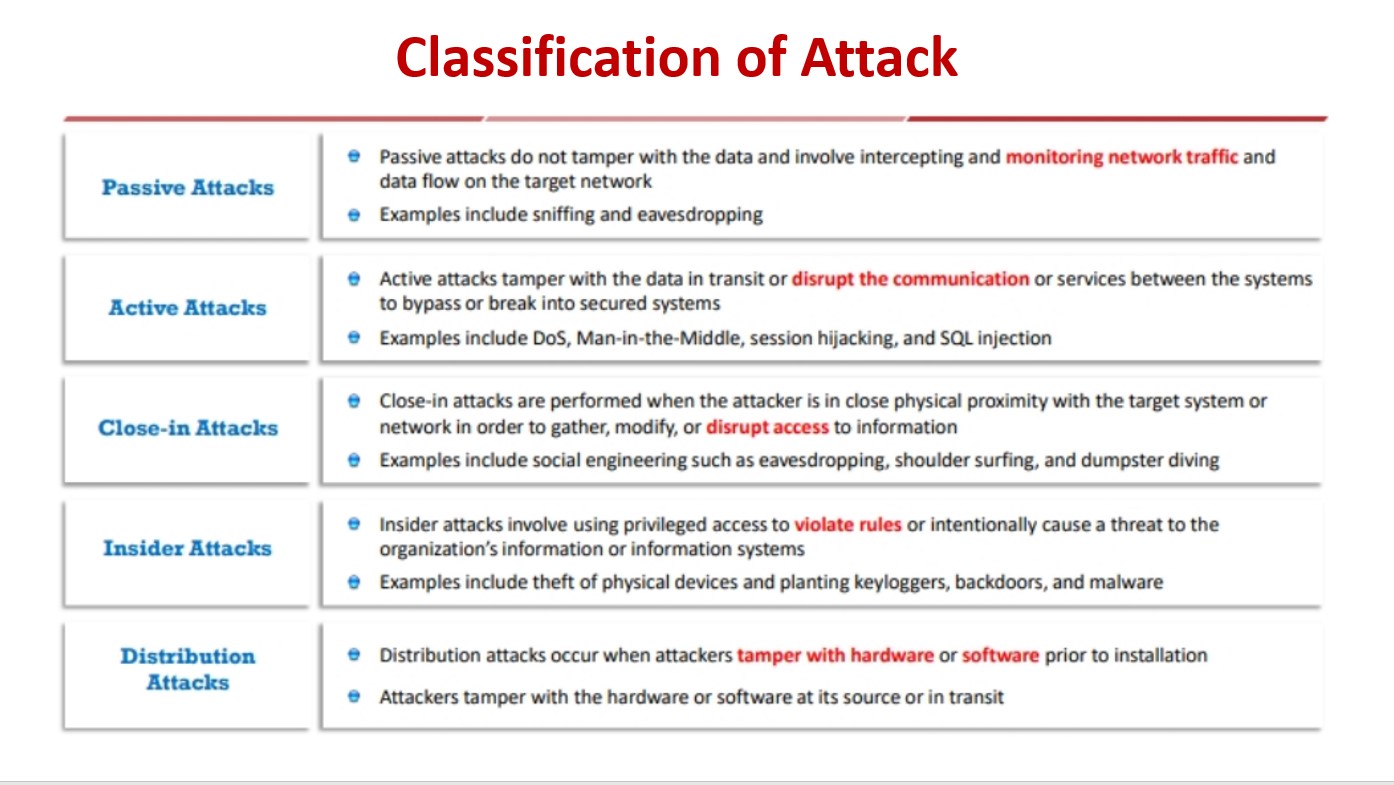 Classification of Attack
Passive Attacks
Passive attacks do not tamper with the data and involve intercepting and monitoring network traffic and
data flow on the target network
Examples include sniffing and eavesdropping
Active Attacks
Active attacks tamper with the data in transit or disrupt the communication or services between the systems
to bypass or break into secured systems
Examples include DoS, Man-in-the-Middle, session hijacking, and SQL injection
Close-in Attacks
Close-in attacks are performed when the attacker is in close physical proximity with the target system or
network in order to gather, modify, or disrupt access to information
Examples include social engineering such as eavesdropping, shoulder surfing, and dumpster diving
Insider Attacks
Insider attacks involve using privileged access to violate rules or intentionally cause a threat to the
organization's information or information systems
Examples include theft of physical devices and planting keyloggers, backdoors, and malware
Distribution
Attacks
Distribution attacks occur when attackers tamper with hardware or software prior to installation
Attackers tamper with the hardware or software at its source or in transit